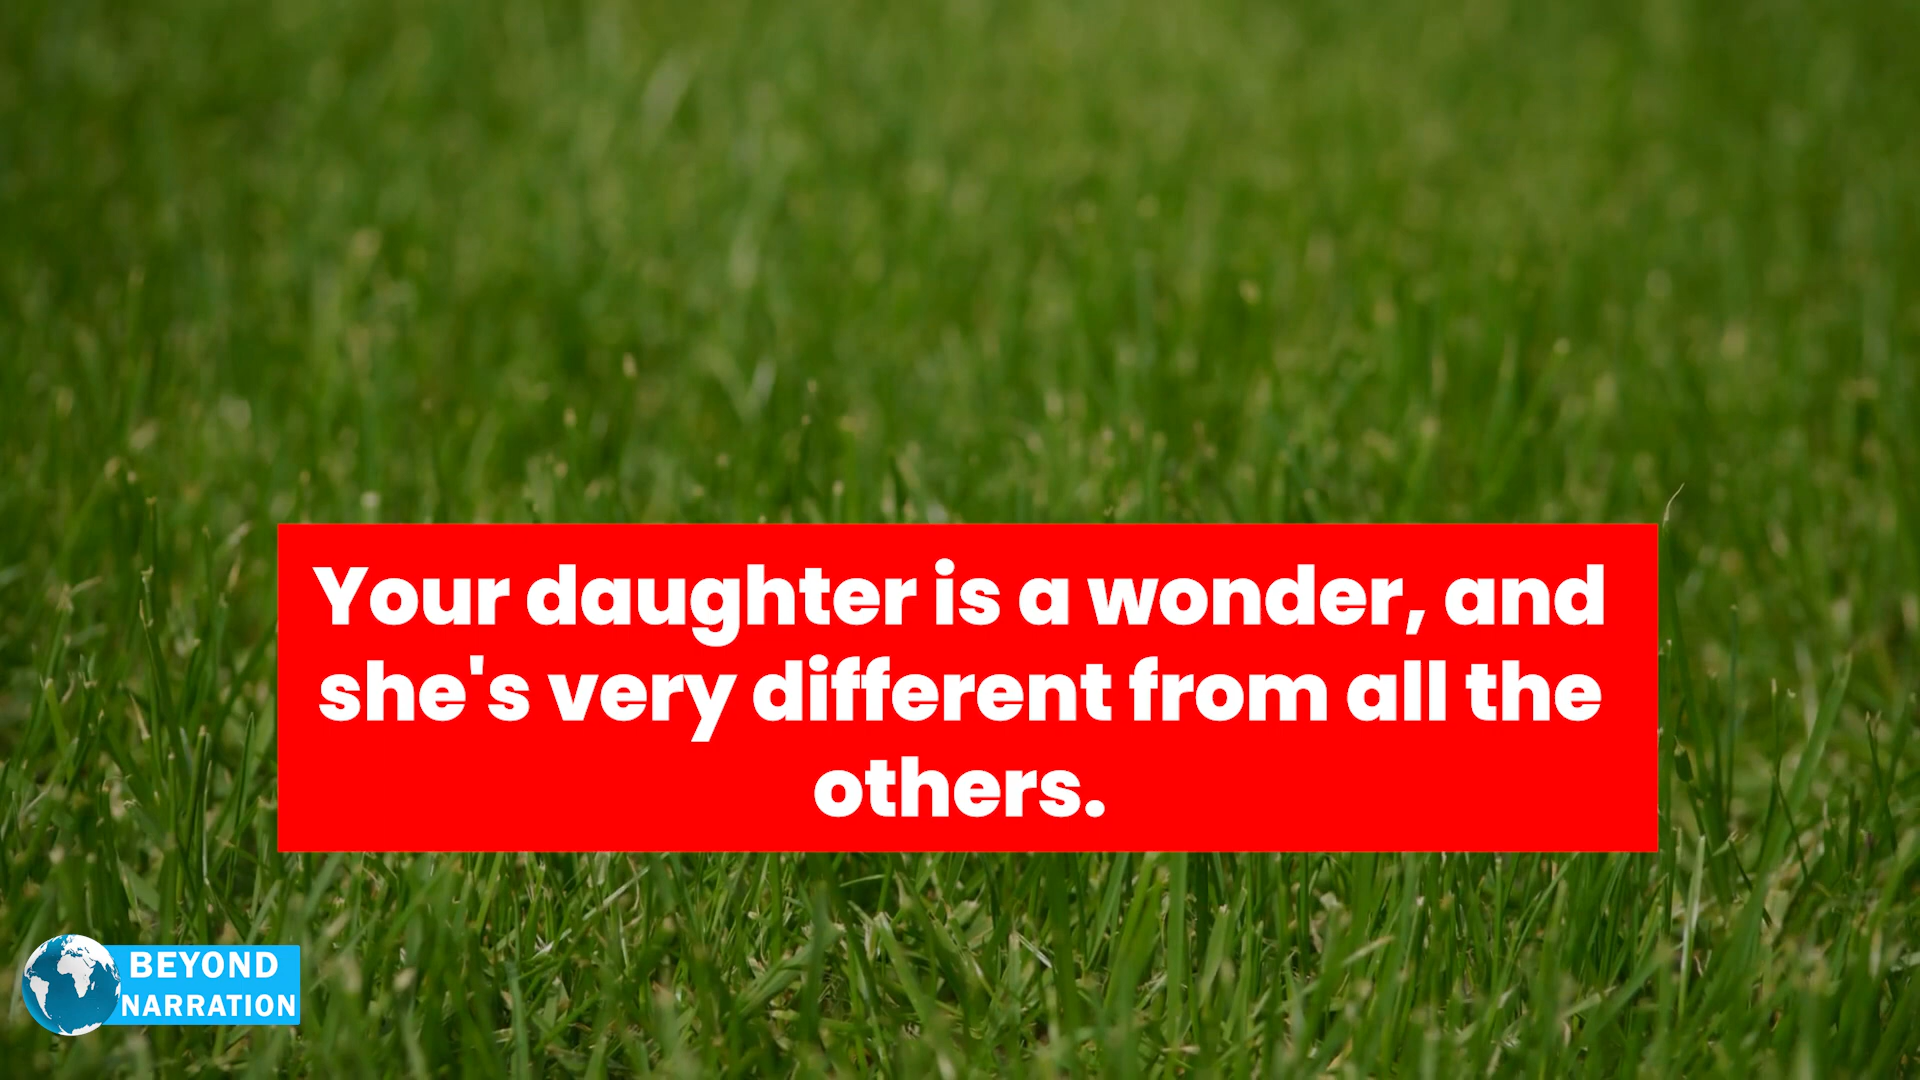 Your daughter is a wonder, and
she's very different from all the
others.
BEYOND
NARRATION